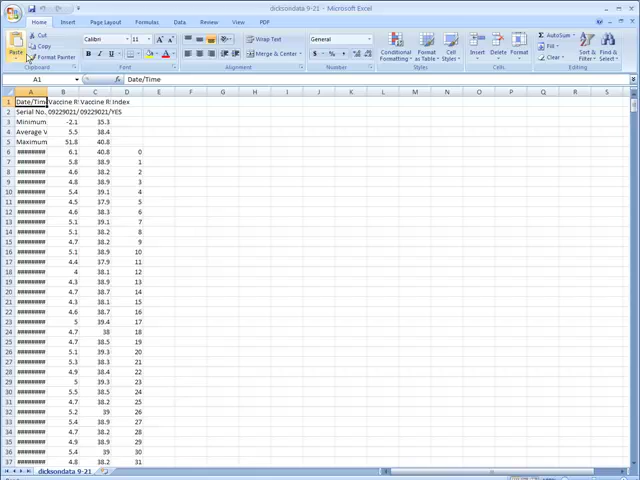 dicksondata 9-21 - Microsoft Excel
Home Insert Page Layout Formulas Data Review View PDF
Paste
Cut
Copy
Format Painter
Clipboard
Calibri 11
B I U
Font
Wrap Text
Merge & Center
Alignment
General
$ % ,
Number
Conditional Formatting
Format as Table
Cell Styles
Styles
Insert Delete Format
Cells
AutoSum
Fill
Clear
Sort & Filter
Find & Select
Editing
A1 Date/Time
A B C D E F G H I J K L M N O P Q R S
1 Date/Time Vaccine R Vaccine R Index
2 Serial No. 09229021/ 09229021/ YES
3 Minimum -2.1 35.3
4 Average V 5.5 38.4
5 Maximum 51.8 40.8
6 ######## 6.1 40.8 0
7 ######## 5.8 38.9 1
8 ######## 4.6 38.2 2
9 ######## 4.8 38.9 3
10 ######## 5.4 39.1 4
11 ######## 4.5 37.9 5
12 ######## 4.6 38.3 6
13 ######## 5.1 39.1 7
14 ######## 5.1 38.2 8
15 ######## 4.7 38.2 9
16 ######## 5.1 38.9 10
17 ######## 4.4 37.9 11
18 ######## 4 38.1 12
19 ######## 4.3 38.9 13
20 ######## 4.7 38.7 14
21 ######## 4.3 38.1 15
22 ######## 4.6 38.7 16
23 ######## 5 39.4 17
24 ######## 4.7 38 18
25 ######## 4.7 38.5 19
26 ######## 5.1 39.3 20
27 ######## 5.3 38.3 21
28 ######## 4.9 38.4 22
29 ######## 5 39.3 23
30 ######## 5.5 38.5 24
31 ######## 4.7 38.2 25
32 ######## 5.2 39 26
33 ######## 5.4 38.9 27
34 ######## 4.7 38.2 28
35 ######## 4.9 38.9 29
36 ######## 5.4 39 30
37 ######## 4.8 38.2 31
dicksondata 9-21